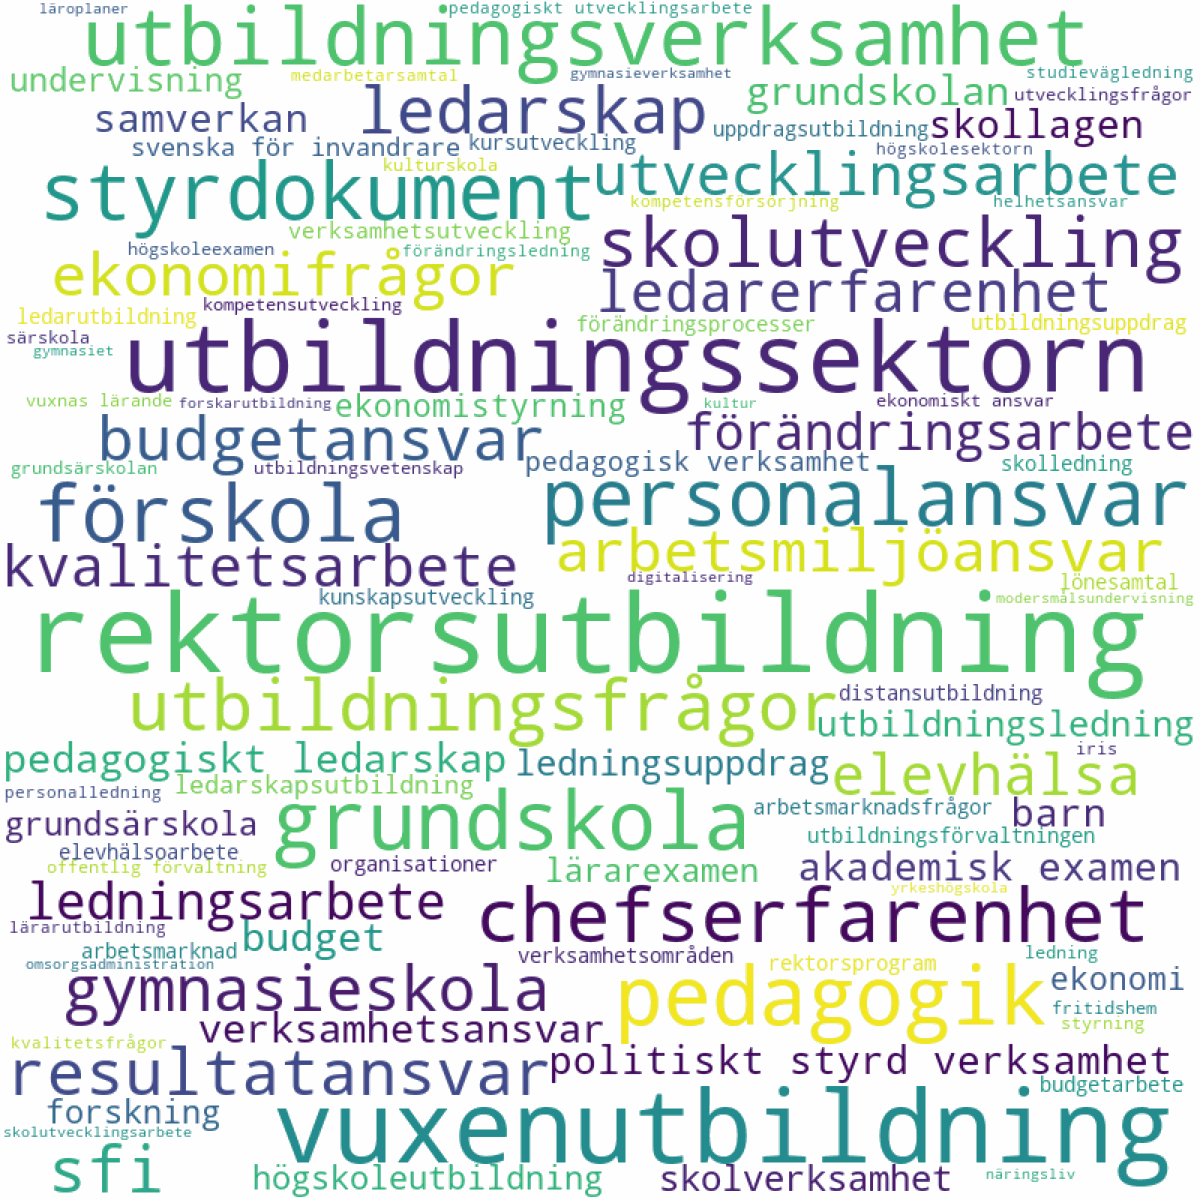 läroplaner
pedagogiskt utvecklingsarbete
utbildningsverksamhet
undervisning
medarbetarsamtal
gymnasieverksamhet
studievägledning
grundskolan
utvecklingsfrågor
ledarskap
samverkan
uppdragsutbildning
skollagen
svenska för invandrare
kursutveckling
högskolesektorn
kulturskola
styrdokument
utvecklingsarbete
kompetensförsörjning
helhetsansvar
verksamhetsutveckling
skolutveckling
högskoleexamen
förändringsledning
ekonomifrågor
ledarerfarenhet
kompetensutveckling
ledarutbildning
förändringsprocesser
utbildningsuppdrag
särskola
gymnasiet
utbildningssektorn
vuxnas lärande
forskarutbildning
ekonomistyrning
kultur
ekonomiskt ansvar
budgetansvar
förändringsarbete
grundsärskolan
utbildningsvetenskap
pedagogisk verksamhet
skolledning
förskola
personalansvar
arbetsmiljöansvar
kvalitetsarbete
digitalisering
lönesamtal
kunskapsutveckling
modersmålsundervisning
rektorsutbildning
utbildningsfrågor
distansutbildning
utbildningsledning
pedagogiskt ledarskap
ledningsuppdrag
iris
elevhälsa
ledarskapsutbildning
personalledning
grundskola
arbetsmarknadsfrågor
barn
grundsärskola
utbildningsförvaltningen
elevhälsoarbete
offentlig förvaltning
organisationer
lärarexamen
akademisk examen
ledningsarbete
yrkeshögskola
chefserfarenhet
lärarutbildning
budget
arbetsmarknad
verksamhetsområden
ledning
omsorgsadministration
rektorsprogram
gymnasieskola
pedagogik
ekonomi
fritidshem
verksamhetsansvar
styrning
kvalitetsfrågor
resultatansvar
politiskt styrd verksamhet
budgetarbete
forskning
vuxenutbildning
skolutvecklingsarbete
sfi
högskoleutbildning
skolverksamhet
näringsliv